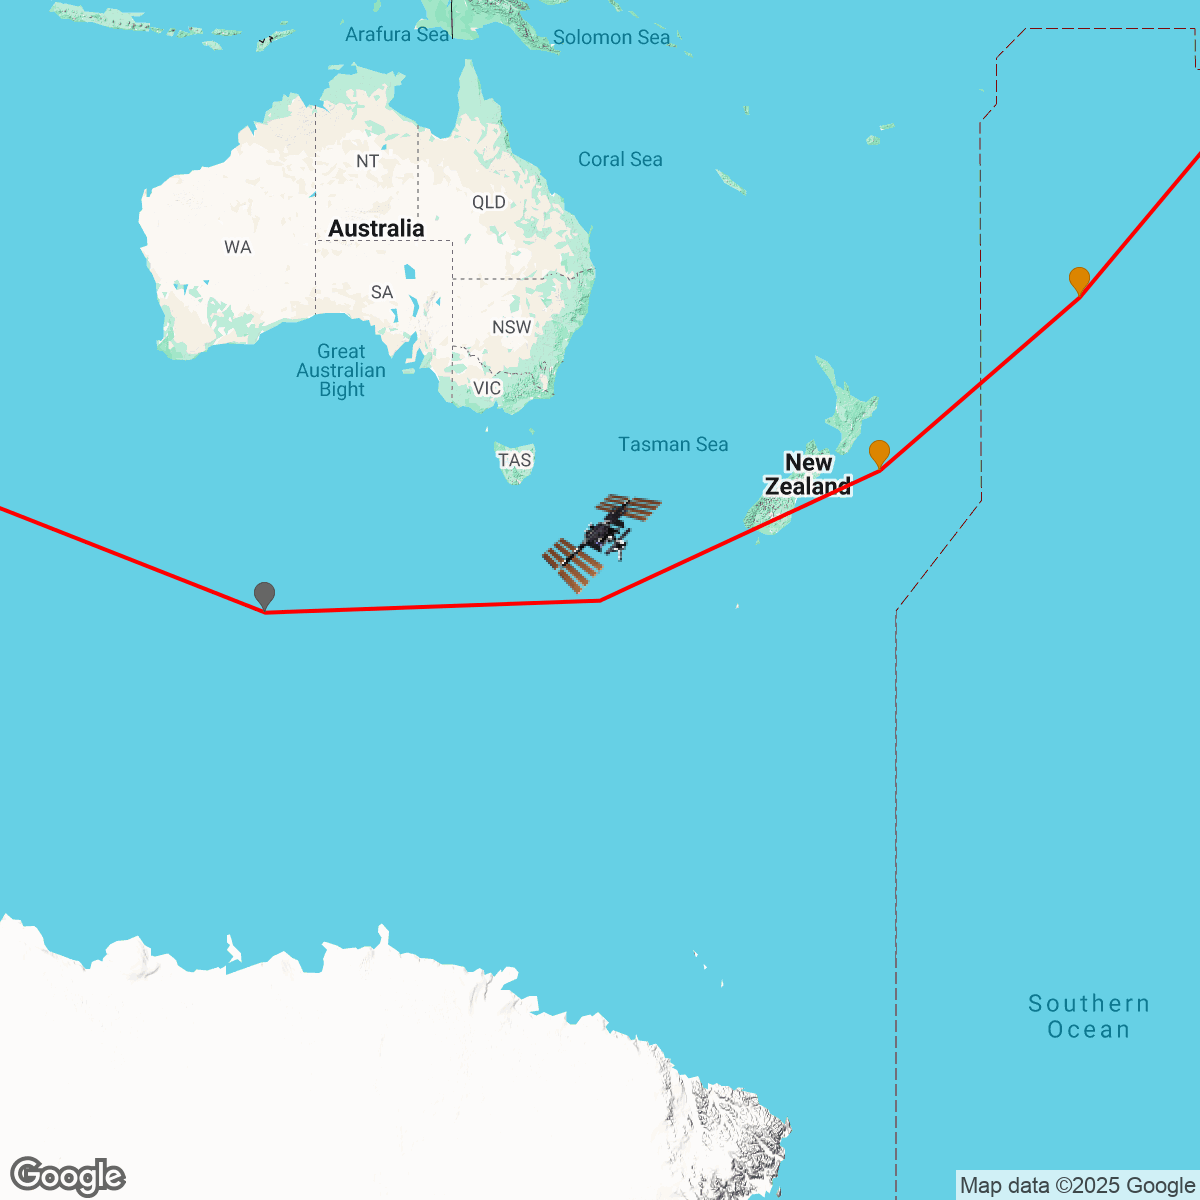 Arafura Sea
Solomon Sea
Coral Sea
NT
QLD
Australia
WA
SA
NSW
Great
Australian
Bight
VIC
Tasman Sea
TAS
New
Zealand
Southern
Ocean
Google
Map data ©2025 Google